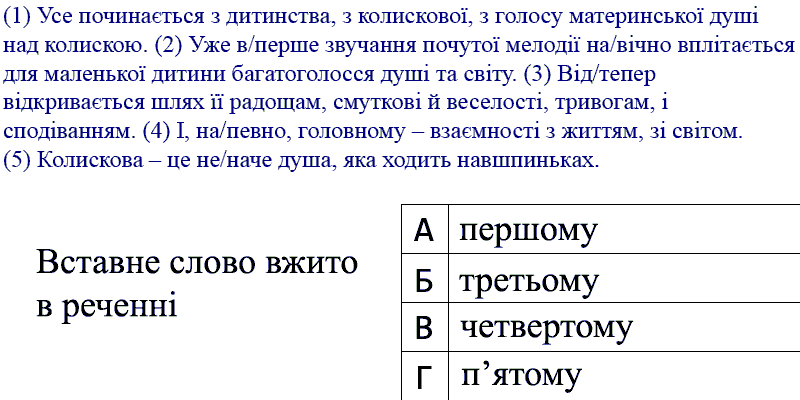 (1) Усе починається з дитинства, з колискової, з голосу материнської душі
над колискою. (2) Уже в/перше звучання почутої мелодії на/вічно вплітається
для маленької дитини багатоголосся душі та світу. (3) Від/тепер
відкривається шлях її радощам, смуткові й веселості, тривогам, і
сподіванням. (4) І, на/певно, головному – взаємності з життям, зі світом.
(5) Колискова – це не/наче душа, яка ходить навшпиньках.
Вставне слово вжито
в реченні
А першому
Б третьому
В четвертому
Г п’ятому